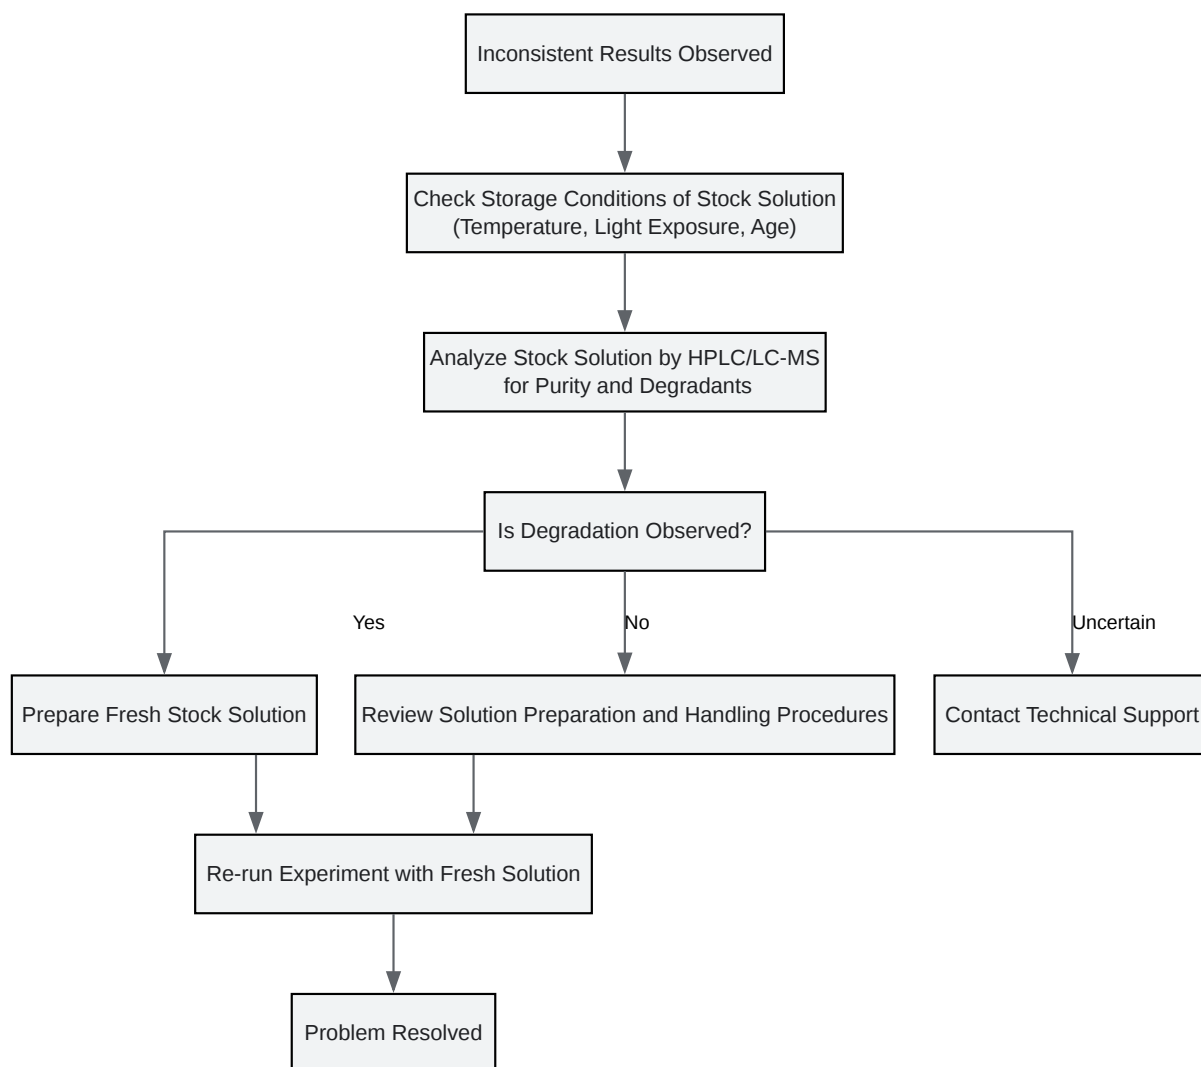 Inconsistent Results Observed
Check Storage Conditions of Stock Solution
(Temperature, Light Exposure, Age)
Analyze Stock Solution by HPLC/LC-MS
for Purity and Degradants
Is Degradation Observed?
Yes
No
Uncertain
Prepare Fresh Stock Solution
Review Solution Preparation and Handling Procedures
Contact Technical Support
Re-run Experiment with Fresh Solution
Problem Resolved